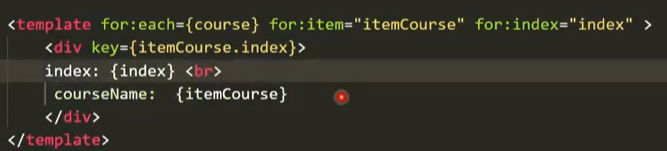 <template for:each={course} for:item="itemCourse" for:index="index" >
<div key={itemCourse.index}>
index: {index} <br>
courseName:  {itemCourse}
</div>
</template>